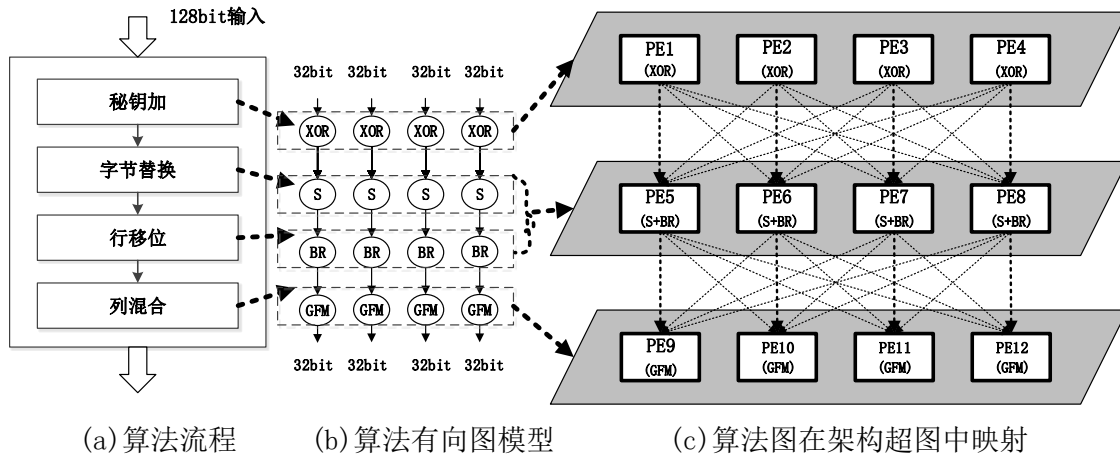 128bit输入
秘钥加
字节替换
行移位
列混合
(a)算法流程
32bit 32bit 32bit 32bit
XOR XOR XOR XOR
S S S S
BR BR BR BR
GFM GFM GFM GFM
32bit 32bit 32bit 32bit
(b)算法有向图模型
PE1 PE2 PE3 PE4
(XOR) (XOR) (XOR) (XOR)
PE5 PE6 PE7 PE8
(S+BR) (S+BR) (S+BR) (S+BR)
PE9 PE10 PE11 PE12
(GFM) (GFM) (GFM) (GFM)
(c)算法图在架构超图中映射